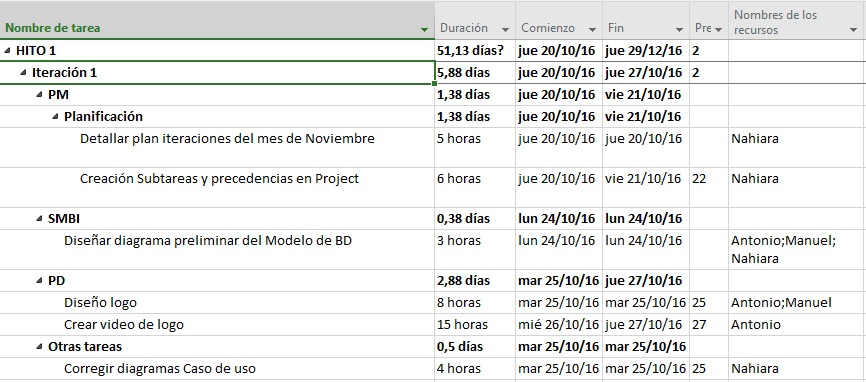 Nombre de tarea Duración Comienzo Fin Pre Nombres de los
recursos
HITO 1 51,13 días? jue 20/10/16 jue 29/12/16 2
Iteración 1 5,88 días jue 20/10/16 jue 27/10/16 2
PM 1,38 días jue 20/10/16 vie 21/10/16
Planificación 1,38 días jue 20/10/16 vie 21/10/16
Detallar plan iteraciones del mes de Noviembre 5 horas jue 20/10/16 jue 20/10/16 Nahiara
Creación Subtareas y precedencias en Project 6 horas jue 20/10/16 vie 21/10/16 22 Nahiara
SMBI 0,38 días lun 24/10/16 lun 24/10/16
Diseñar diagrama preliminar del Modelo de BD 3 horas lun 24/10/16 lun 24/10/16 Antonio;Manuel;
Nahiara
PD 2,88 días mar 25/10/16 jue 27/10/16
Diseño logo 8 horas mar 25/10/16 mar 25/10/16 25 Antonio;Manuel
Crear video de logo 15 horas mié 26/10/16 jue 27/10/16 27 Antonio
Otras tareas 0,5 días mar 25/10/16 mar 25/10/16
Corregir diagramas Caso de uso 4 horas mar 25/10/16 mar 25/10/16 25 Nahiara